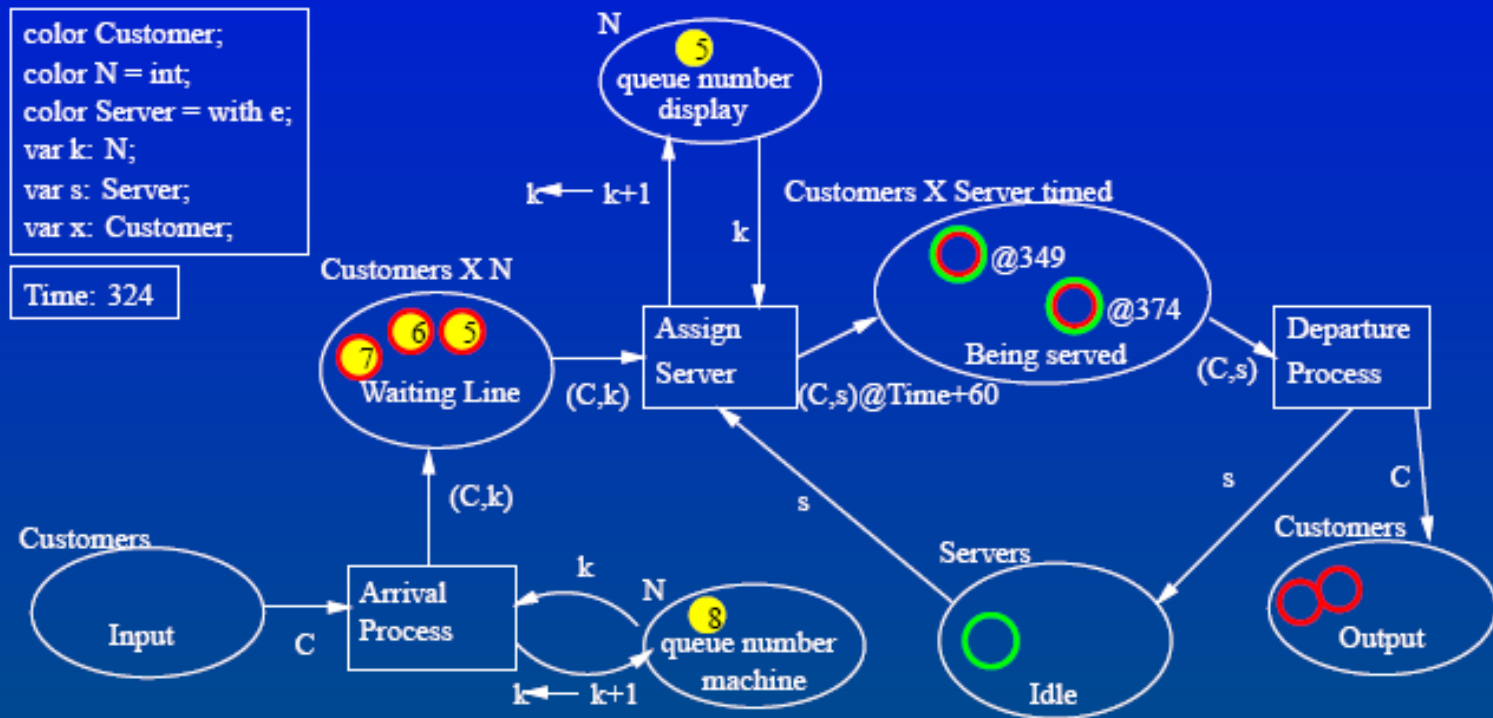 color Customer;
color N = int;
color Server = with e;
var k: N;
var s: Server;
var x: Customer;
Time: 324
N
5
queue number
display
k ← k+1
k
Customers X Server timed
@349
@374
Being served
Customers X N
7
6
5
Waiting Line
(C,k)
Assign
Server
(C,s)@Time+60
(C,s)
Departure
Process
(C,k)
s
s
C
Customers
Input
C
Arrival
Process
k
k ← k+1
N
8
queue number
machine
Servers
Idle
Customers
Output